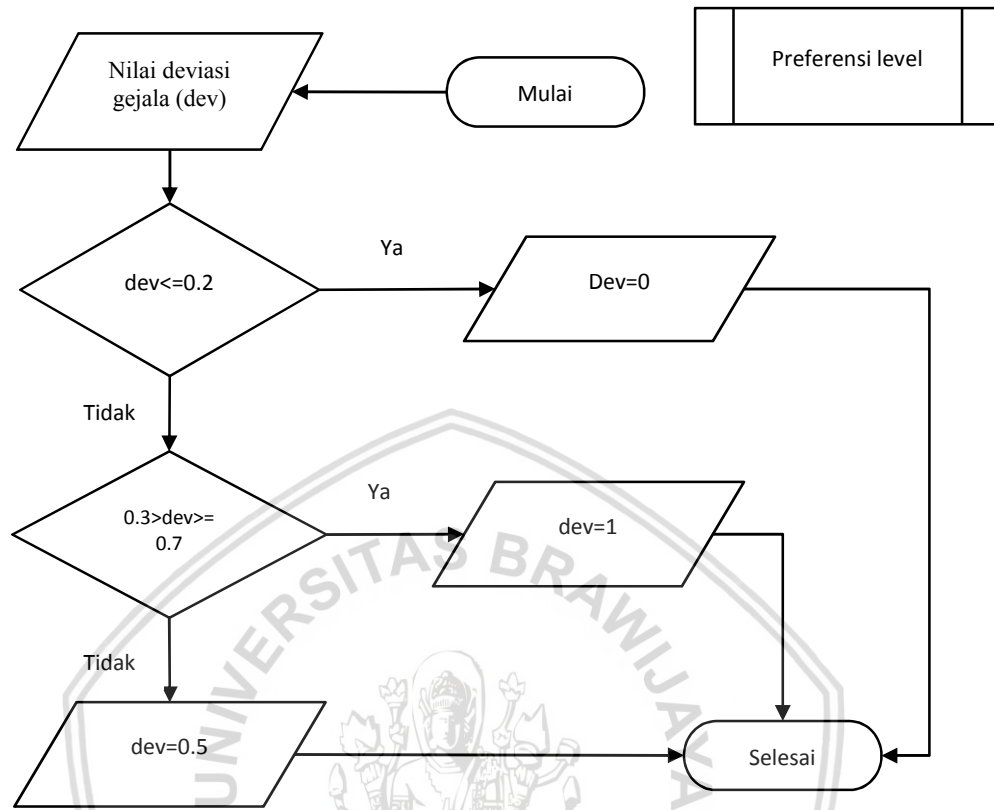 Nilai deviasi
gejala (dev)
Mulai
Preferensi level
dev<=0.2
Ya
Dev=0
Tidak
0.3>dev>=
0.7
Ya
dev=1
Tidak
dev=0.5
Selesai
UNIVERSITAS BRAWIJAYA